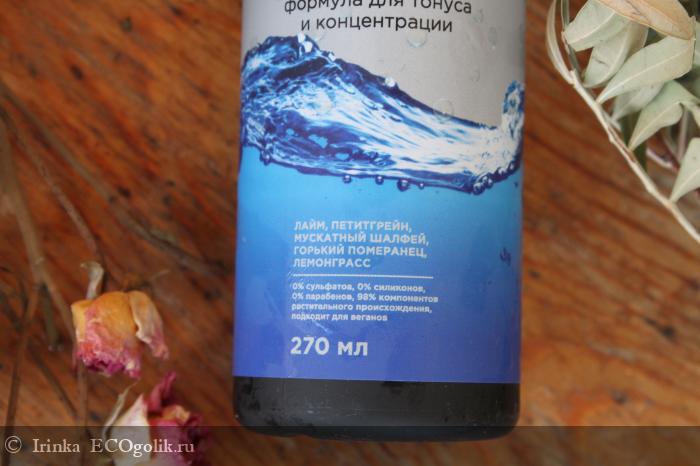 формула для тонуса
и концентрации
ЛАЙМ, ПЕТИТГРЕЙН,
МУСКАТНЫЙ ШАЛФЕЙ,
ГОРЬКИЙ ПОМЕРАНЕЦ,
ЛЕМОНГРАСС
0% сульфатов, 0% силиконов,
0% парабенов, 98% компонентов
растительного происхождения,
подходит для веганов
270 мл
© Irinka ECOgolik.ru